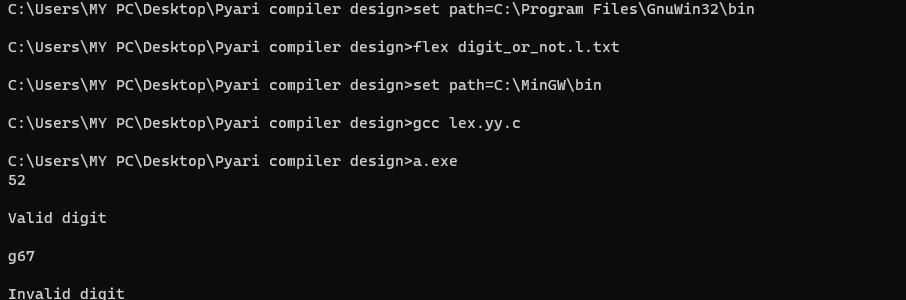 C:\Users\MY PC\Desktop\Pyari compiler design>set path=C:\Program Files\GnuWin32\bin
C:\Users\MY PC\Desktop\Pyari compiler design>flex digit_or_not.l.txt
C:\Users\MY PC\Desktop\Pyari compiler design>set path=C:\MinGW\bin
C:\Users\MY PC\Desktop\Pyari compiler design>gcc lex.yy.c
C:\Users\MY PC\Desktop\Pyari compiler design>a.exe
52
Valid digit
g67
Invalid digit